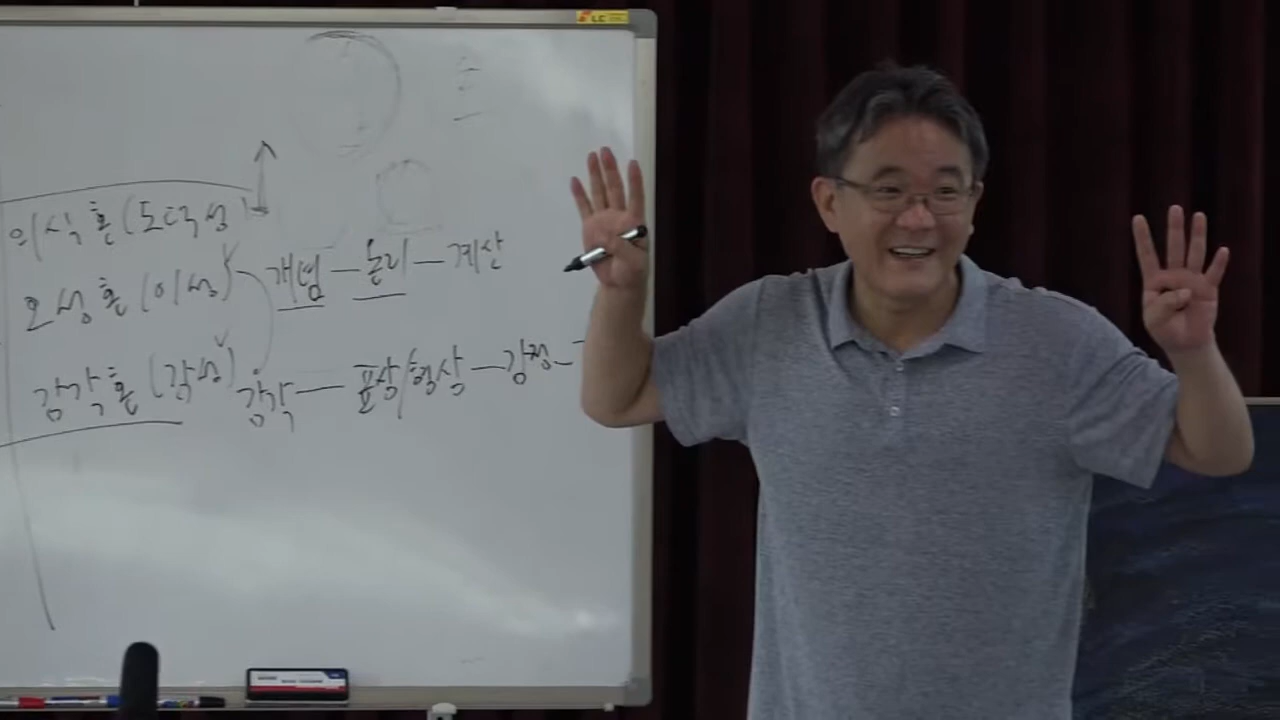 의식혼(도덕성)
오성혼(이성) 개념 — 논리 — 계산
감각혼(감성) 감각 — 표상/형상 — 감정 —